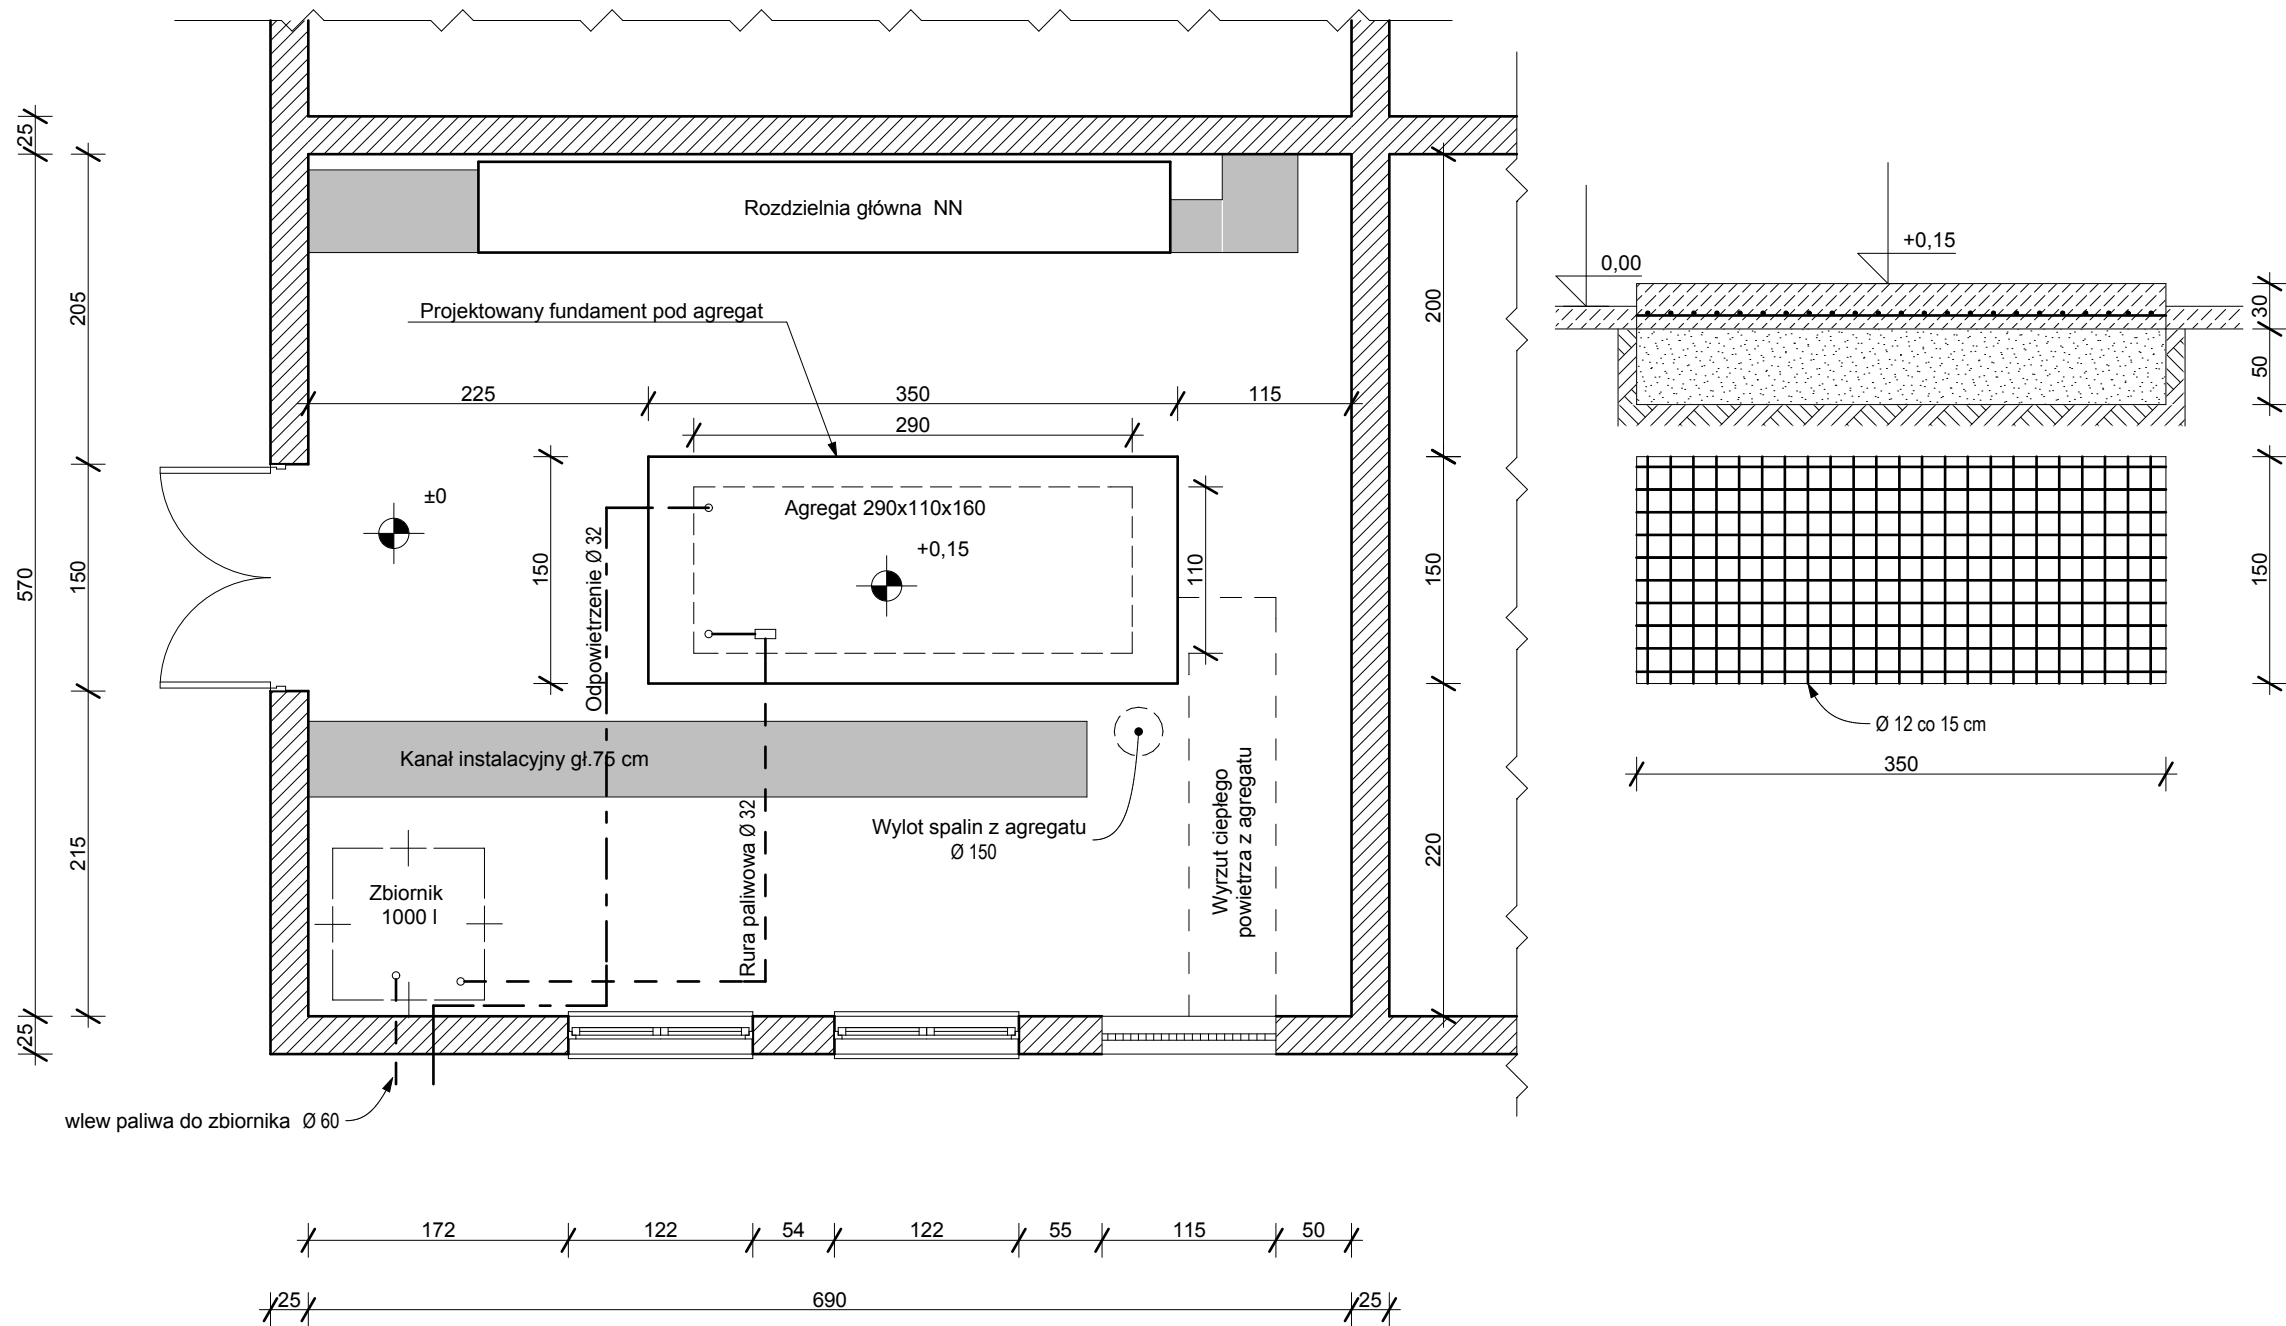 25
570
25
205
150
215
Rozdzielnia główna NN
Projektowany fundament pod agregat
225
350
115
290
±0
150
Odpowietrzenie Ø 32
Agregat 290x110x160
+0,15
110
Kanał instalacyjny gł.75 cm
Rura paliwowa Ø 32
Wylot spalin z agregatu
Ø 150
Wyrzut ciepłego
powietrza z agregatu
Zbiornik
1000 l
wlew paliwa do zbiornika Ø 60
200
150
220
172
122
54
122
55
115
50
25
690
25
0,00
+0,15
30
50
150
Ø 12 co 15 cm
350